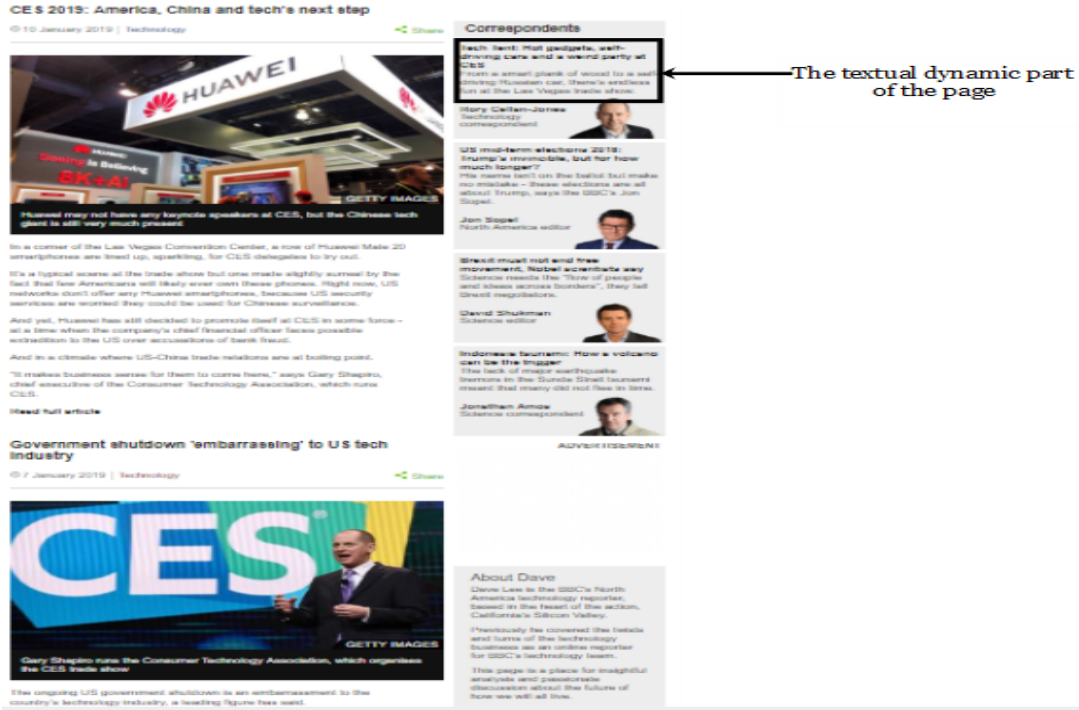 CES 2019: America, China and tech's next step
10 January 2019 | Technology
Share
HUAWEI
HUAWEI
Seeing is Believing
8K+AI
GETTY IMAGES
Huawei may not have any keynote speakers at CES, but the Chinese tech
giant is still very much present
In a corner of the Las Vegas Convention Center, a row of Huawei Mate 20
smartphones are lined up, sparkling, for CES delegates to try out.
It's a typical scene at the trade show but one made slightly surreal by the
fact that few Americans will likely ever own these phones. Right now, US
networks don't offer any Huawei smartphones, because US security
services are worried they could be used for Chinese surveillance.
And yet, Huawei has still decided to promote itself at CES in some force -
at a time when the company's chief financial officer faces possible
extradition to the US over accusations of bank fraud.
And in a climate where US-China trade relations are at boiling point.
"It makes business sense for them to come here," says Gary Shapiro,
chief executive of the Consumer Technology Association, which runs
CES.
Read full article
Government shutdown 'embarrassing' to US tech
industry
7 January 2019 | Technology
Share
CES
GETTY IMAGES
Gary Shapiro runs the Consumer Technology Association, which organises
the CES trade show
The ongoing US government shutdown is an embarrassment to the
country's technology industry, a leading figure has said.
Correspondents
Tech Tent: Hot gadgets, self-
driving cars and a weird party at
CES
From a smart plank of wood to a self-
driving Russian car, there's endless
fun at the Las Vegas trade show.
Rory Cellan-Jones
Technology
correspondent
US mid-term elections 2018:
Trump's invincible, but for how
much longer?
His name isn't on the ballot but make
no mistake - these elections are all
about Trump, says the BBC's Jon
Sopel.
Jon Sopel
North America editor
Brexit must not end free
movement, Nobel scientists say
Science needs the "flow of people
and ideas across borders", they tell
Brexit negotiators.
David Shukman
Science editor
Indonesia tsunami: How a volcano
can be the trigger
The lack of major earthquake
tremors in the Sunda Strait tsunami
meant that many did not flee in time.
Jonathan Amos
Science correspondent
ADVERTISEMENT
About Dave
Dave Lee is the BBC's North
America technology reporter,
based in the heart of the action,
California's Silicon Valley.
Previously he covered the twists
and turns of the technology
business as an online reporter
for BBC's technology team.
This page is a place for insightful
analysis and passionate
discussion about the future of
how we will all live.
The textual dynamic part
of the page